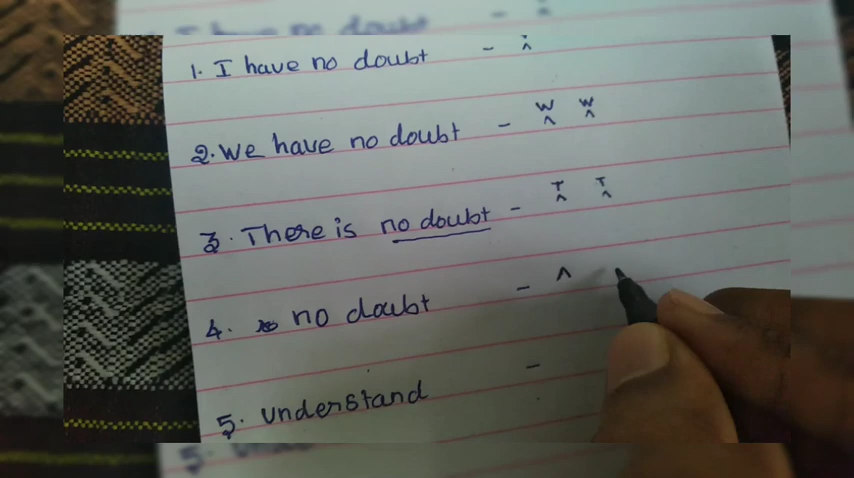 1. I have no doubt - i ^
2. We have no doubt - W ^ W ^
3. There is no doubt - T ^ T ^
4. no doubt - ^
5. understand -